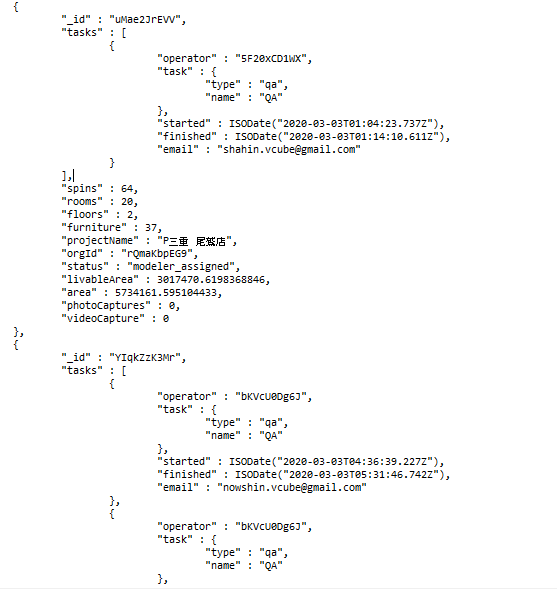 {
"_id" : "uMae2JrEVV",
"tasks" : [
{
"operator" : "5F20xCD1WX",
"task" : {
"type" : "qa",
"name" : "QA"
},
"started" : ISODate("2020-03-03T01:04:23.737Z"),
"finished" : ISODate("2020-03-03T01:14:10.611Z"),
"email" : "shahin.vcube@gmail.com"
}
],
"spins" : 64,
"rooms" : 20,
"floors" : 2,
"furniture" : 37,
"projectName" : "P三重 尾鷲店",
"orgId" : "rQmaKbpEG9",
"status" : "modeler_assigned",
"livableArea" : 3017470.6198368846,
"area" : 5734161.595104433,
"photoCaptures" : 0,
"videoCapture" : 0
},
{
"_id" : "YIqkZzK3Mr",
"tasks" : [
{
"operator" : "bKVcU0Dg6J",
"task" : {
"type" : "qa",
"name" : "QA"
},
"started" : ISODate("2020-03-03T04:36:39.227Z"),
"finished" : ISODate("2020-03-03T05:31:46.742Z"),
"email" : "nowshin.vcube@gmail.com"
},
{
"operator" : "bKVcU0Dg6J",
"task" : {
"type" : "qa",
"name" : "QA"
},